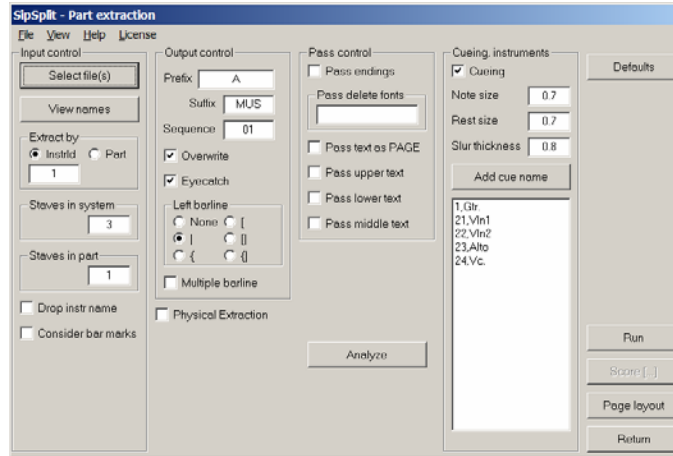 SipSplit - Part extraction
File View Help License
Input control
Select file(s)
View names
Extract by
InstrId Part
1
Staves in system
3
Staves in part
1
Drop instr name
Consider bar marks
Output control
Prefix A
Suffix MUS
Sequence 01
Overwrite
Eyecatch
Left barline
None [
| []
{ {]
Multiple barline
Physical Extraction
Pass control
Pass endings
Pass delete fonts
Pass text as PAGE
Pass upper text
Pass lower text
Pass middle text
Analyze
Cueing, instruments
Cueing
Note size 0.7
Rest size 0.7
Slur thickness 0.8
Add cue name
1,Gtr.
21,Vln1
22,Vln2
23,Alto
24,Vc.
Defaults
Run
Score [...]
Page layout
Return